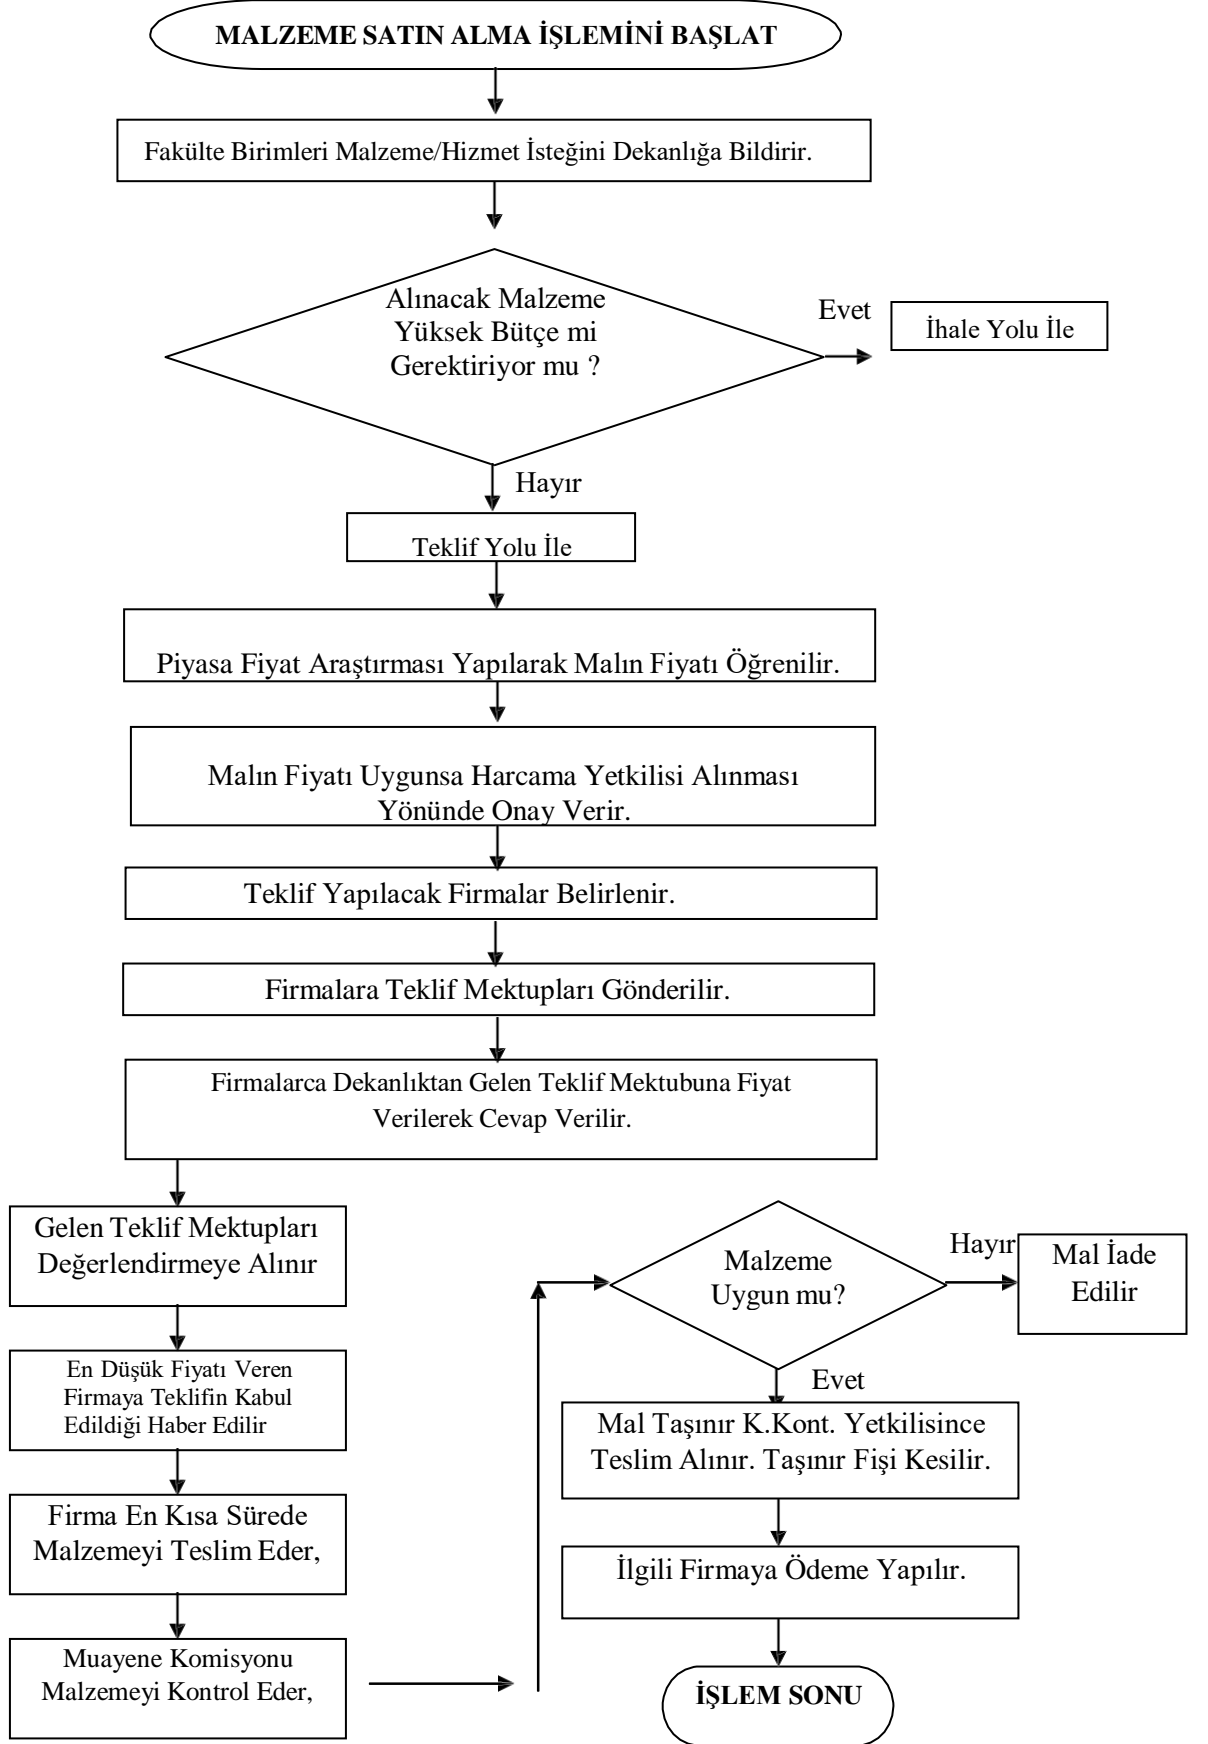 MALZEME SATIN ALMA İŞLEMİNİ BAŞLAT
Fakülte Birimleri Malzeme/Hizmet İsteğini Dekanlığa Bildirir.
Alınacak Malzeme
Yüksek Bütçe mi
Gerektiriyor mu ?
Evet
İhale Yolu İle
Hayır
Teklif Yolu İle
Piyasa Fiyat Araştırması Yapılarak Malın Fiyatı Öğrenilir.
Malın Fiyatı Uygunsa Harcama Yetkilisi Alınması
Yönünde Onay Verir.
Teklif Yapılacak Firmalar Belirlenir.
Firmalara Teklif Mektupları Gönderilir.
Firmalarca Dekanlıktan Gelen Teklif Mektubuna Fiyat
Verilerek Cevap Verilir.
Gelen Teklif Mektupları
Değerlendirmeye Alınır
En Düşük Fiyatı Veren
Firmaya Teklifin Kabul
Edildiği Haber Edilir
Firma En Kısa Sürede
Malzemeyi Teslim Eder,
Muayene Komisyonu
Malzemeyi Kontrol Eder,
Malzeme
Uygun mu?
Hayır
Mal İade
Edilir
Evet
Mal Taşınır K.Kont. Yetkilisince
Teslim Alınır. Taşınır Fişi Kesilir.
İlgili Firmaya Ödeme Yapılır.
İŞLEM SONU